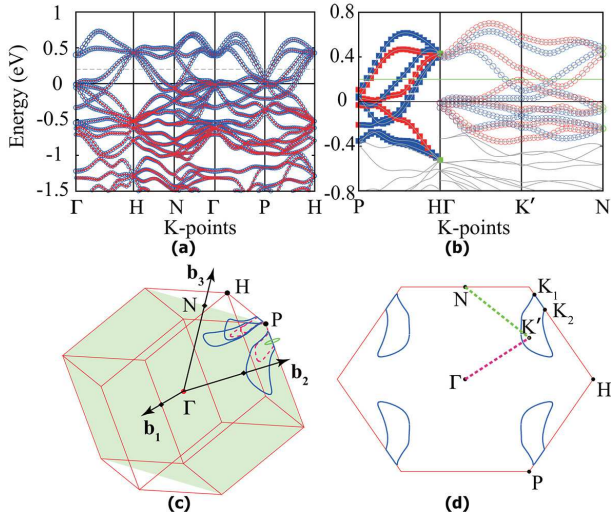 Energy (eV)
1
0.5
0
-0.5
-1
-1.5
Γ H N Γ P H
K-points
(a)
0.8
0.4
0
-0.4
-0.8
P HΓ K′ N
K-points
(b)
b3
H
N
P
b2
Γ
b1
(c)
N K1
K2
K′
Γ
H
P
(d)